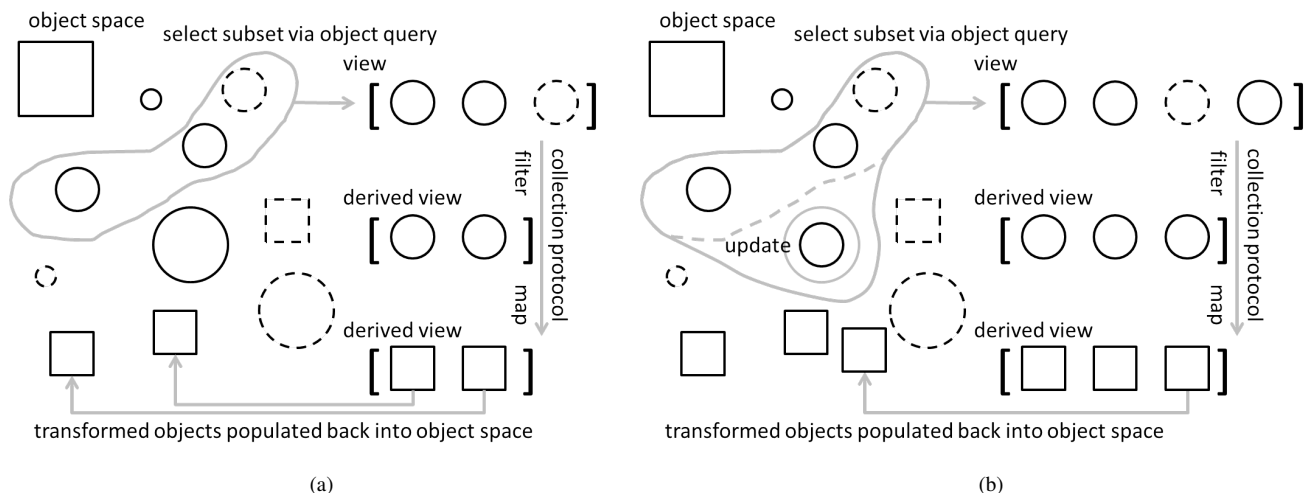 object space
select subset via object query
view
[ ]
filter
collection protocol
derived view
[ ]
map
derived view
[ ]
transformed objects populated back into object space
(a)
object space
select subset via object query
view
[ ]
filter
collection protocol
derived view
[ ]
update
map
derived view
[ ]
transformed objects populated back into object space
(b)